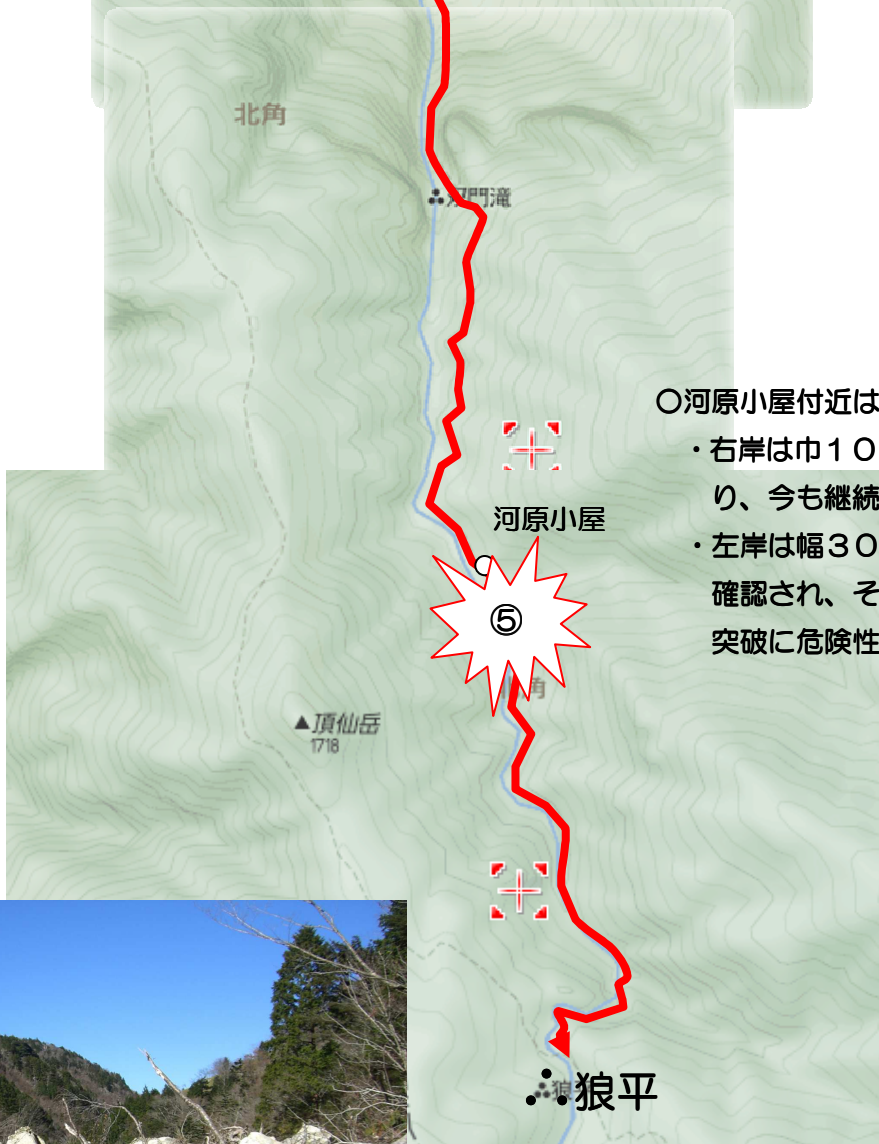 北角
双門滝
○河原小屋付近は
・右岸は巾１０
り、今も継続
河原小屋
・左岸は幅３０
確認され、そ
⑤
突破に危険性
角
▲頂仙岳
1718
狼
狼平